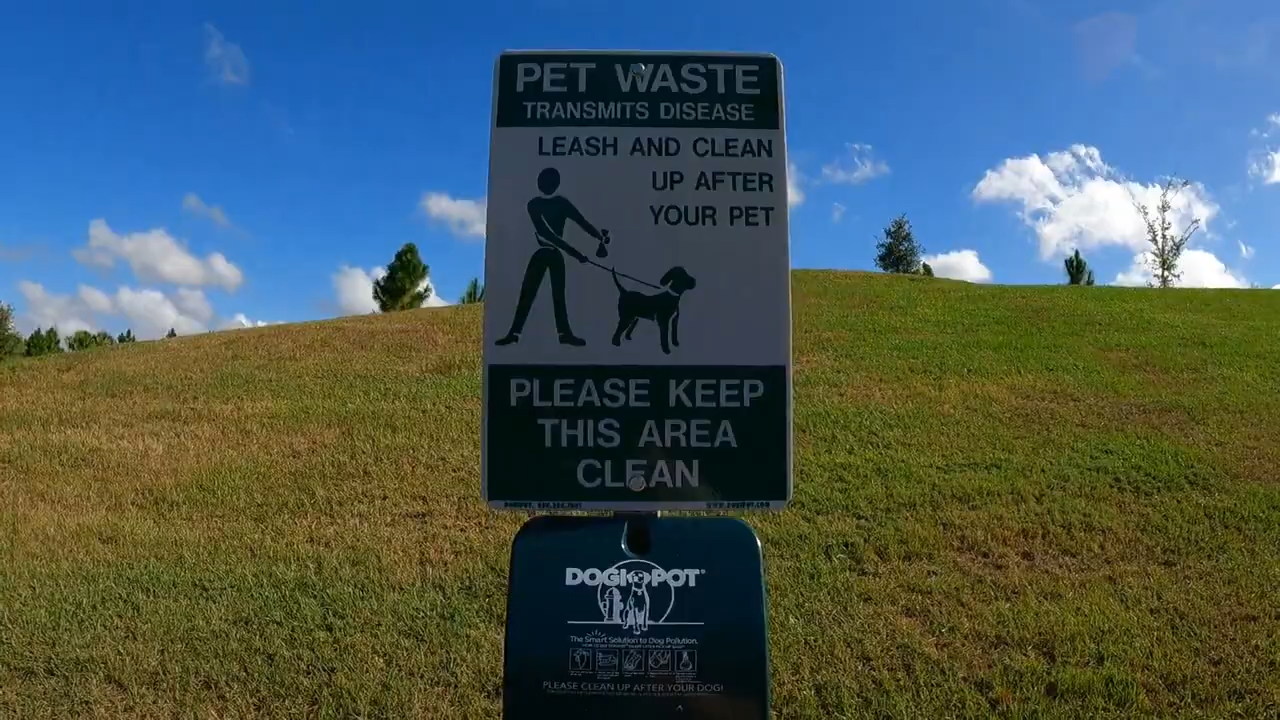 PET WASTE
TRANSMITS DISEASE
LEASH AND CLEAN
UP AFTER
YOUR PET
PLEASE KEEP
THIS AREA
CLEAN
DOGIPOT®
The Smart Solution to Dog Pollution.
PLEASE CLEAN UP AFTER YOUR DOG!